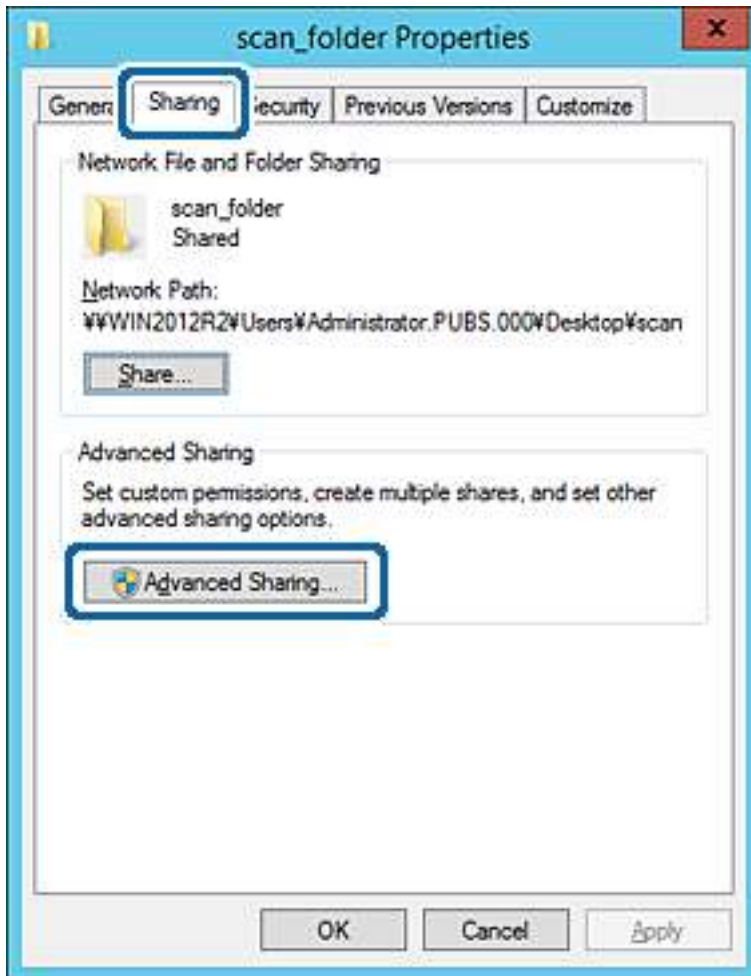 scan_folder Properties
General Sharing Security Previous Versions Customize
Network File and Folder Sharing
scan_folder
Shared
Network Path:
¥¥WIN2012R2¥Users¥Administrator.PUBS.000¥Desktop¥scan
Share...
Advanced Sharing
Set custom permissions, create multiple shares, and set other
advanced sharing options.
Advanced Sharing...
OK Cancel Apply